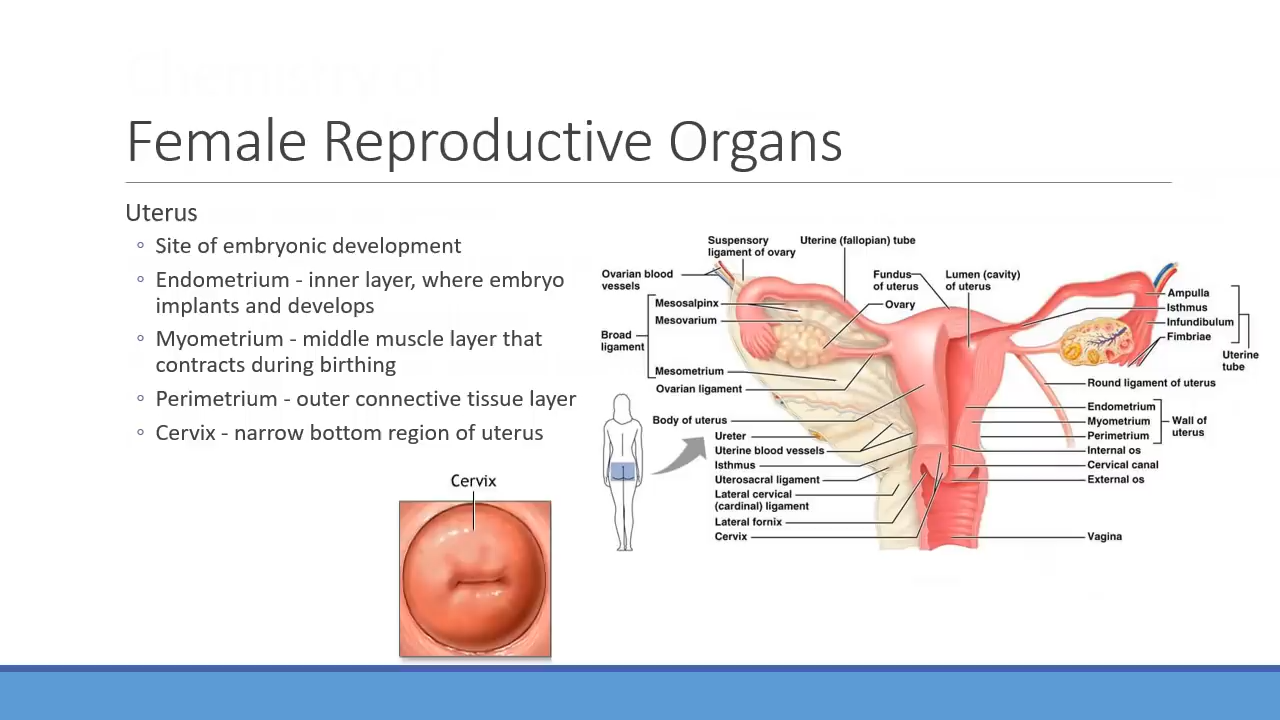 Chemistry of
Female Reproductive Organs
Uterus
◦ Site of embryonic development
◦ Endometrium - inner layer, where embryo
implants and develops
◦ Myometrium - middle muscle layer that
contracts during birthing
◦ Perimetrium - outer connective tissue layer
◦ Cervix - narrow bottom region of uterus
Cervix
Suspensory
ligament of ovary
Uterine (fallopian) tube
Ovarian blood
vessels
Fundus
of uterus
Lumen (cavity)
of uterus
Mesosalpinx
Ovary
Mesovarium
Broad
ligament
Mesometrium
Ovarian ligament
Body of uterus
Ureter
Uterine blood vessels
Isthmus
Uterosacral ligament
Lateral cervical
(cardinal) ligament
Lateral fornix
Cervix
Ampulla
Isthmus
Infundibulum
Fimbriae
Uterine
tube
Round ligament of uterus
Endometrium
Myometrium
Perimetrium
Wall of
uterus
Internal os
Cervical canal
External os
Vagina